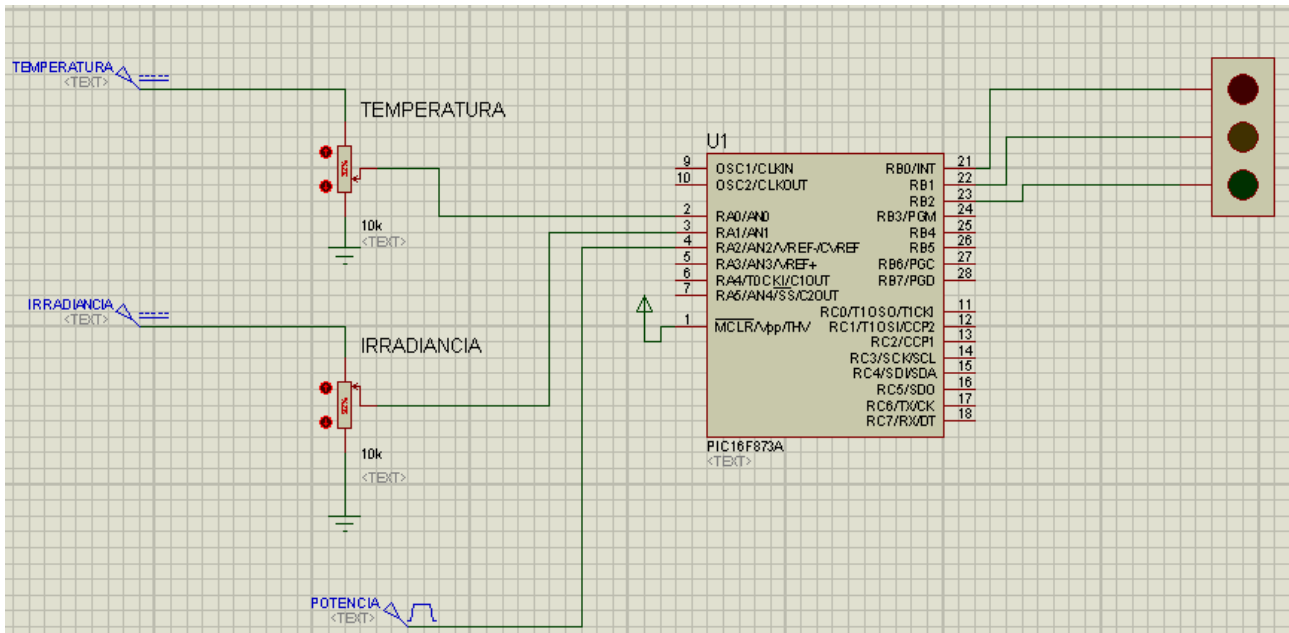 TEMPERATURA
<TEXT>
TEMPERATURA
32%
10k
<TEXT>
IRRADIANCIA
<TEXT>
IRRADIANCIA
92%
10k
<TEXT>
POTENCIA
<TEXT>
U1
9 OSC1/CLKIN
10 OSC2/CLKOUT
2 RA0/AN0
3 RA1/AN1
4 RA2/AN2/VREF-/CVREF
5 RA3/AN3/VREF+
6 RA4/T0CKI/C1OUT
7 RA5/AN4/SS/C2OUT
1 MCLR/Vpp/THV
RB0/INT 21
RB1 22
RB2 23
RB3/PGM 24
RB4 25
RB5 26
RB6/PGC 27
RB7/PGD 28
RC0/T1OSO/T1CKI 11
RC1/T1OSI/CCP2 12
RC2/CCP1 13
RC3/SCK/SCL 14
RC4/SDI/SDA 15
RC5/SDO 16
RC6/TX/CK 17
RC7/RX/DT 18
PIC16F873A
<TEXT>